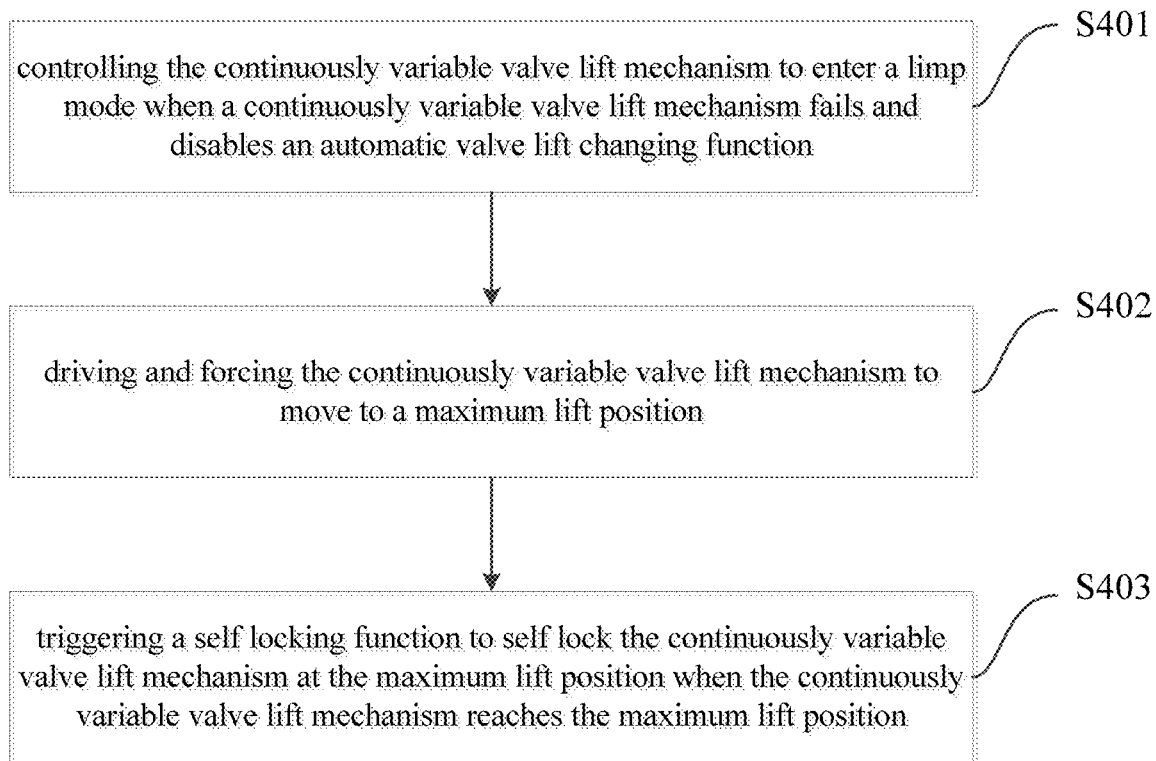 S401
controlling the continuously variable valve lift mechanism to enter a limp
mode when a continuously variable valve lift mechanism fails and
disables an automatic valve lift changing function
S402
driving and forcing the continuously variable valve lift mechanism to
move to a maximum lift position
S403
triggering a self locking function to self lock the continuously variable
valve lift mechanism at the maximum lift position when the continuously
variable valve lift mechanism reaches the maximum lift position